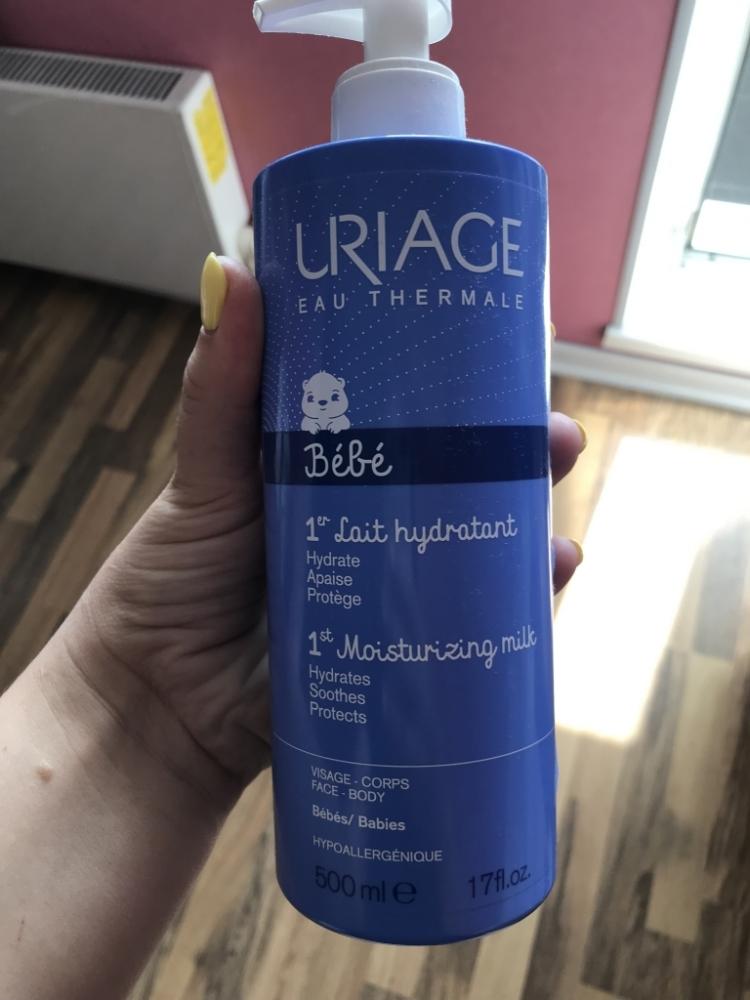 URIAGE
EAU THERMALE
Bébé
1er Lait hydratant
Hydrate
Apaise
Protège
1st Moisturizing milk
Hydrates
Soothes
Protects
VISAGE - CORPS
FACE - BODY
Bébés/ Babies
HYPOALLERGÉNIQUE
500 ml e 17fl.oz.